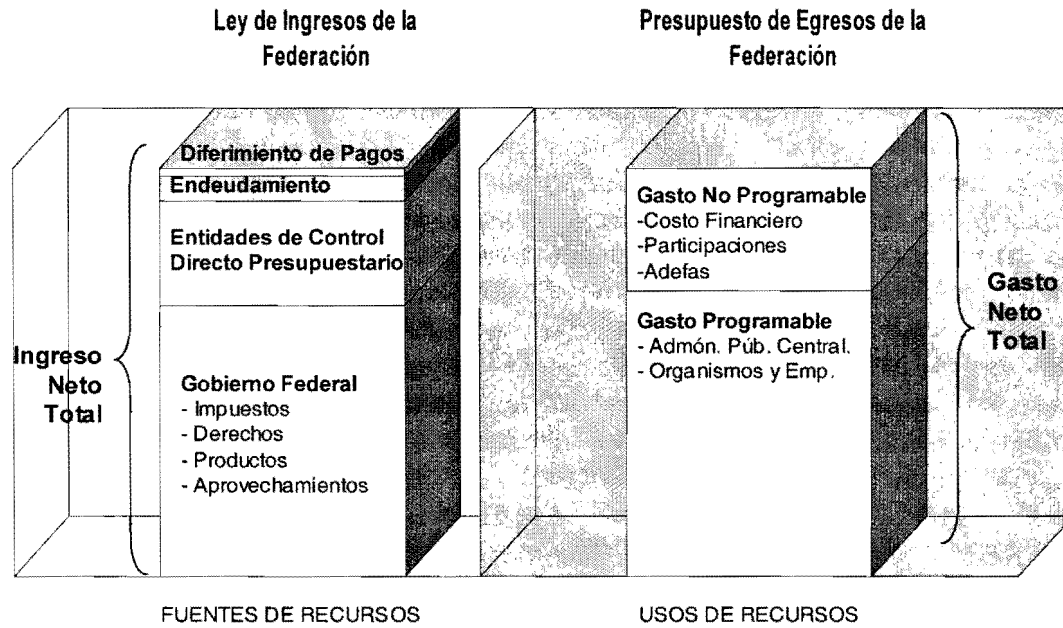 Ley de Ingresos de la
Federación
Presupuesto de Egresos de la
Federación
Diferimiento de Pagos
Endeudamiento
Entidades de Control
Directo Presupuestario
Gobierno Federal
- Impuestos
- Derechos
- Productos
- Aprovechamientos
Ingreso
Neto
Total
Gasto No Programable
-Costo Financiero
-Participaciones
-Adefas
Gasto Programable
- Admón. Púb. Central.
- Organismos y Emp.
Gasto
Neto
Total
FUENTES DE RECURSOS
USOS DE RECURSOS